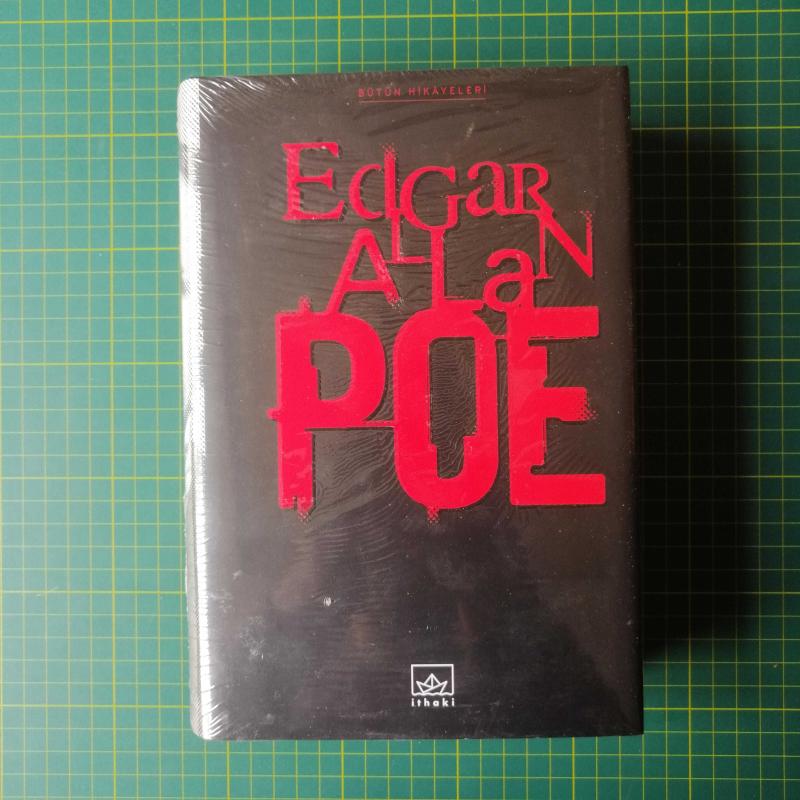 BÜTÜN HİKÂYELERİ
EdGaR
ALLaN
POE
ithaki